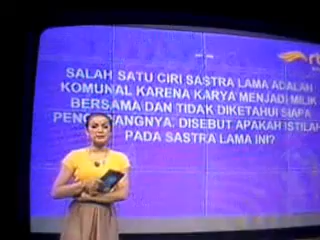 SALAH SATU CIRI SASTRA LAMA ADALAH
KOMUNAL KARENA KARYA MENJADI MILIK
BERSAMA DAN TIDAK DIKETAHUI SIAPA
DISEBUT APAKAH ISTILAH
PADA SASTRA LAMA INI?